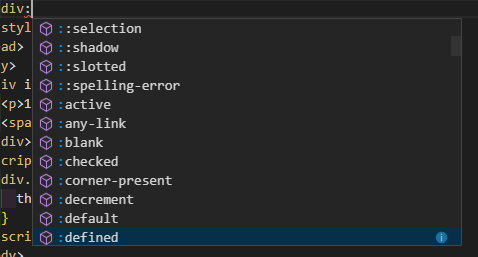 div:
styl
ad>
y>
iv i
<p>1
<spa
div>
crip
div.
th
}
scri
dy>
::selection
::shadow
::slotted
::spelling-error
:active
:any-link
:blank
:checked
:corner-present
:decrement
:default
:defined